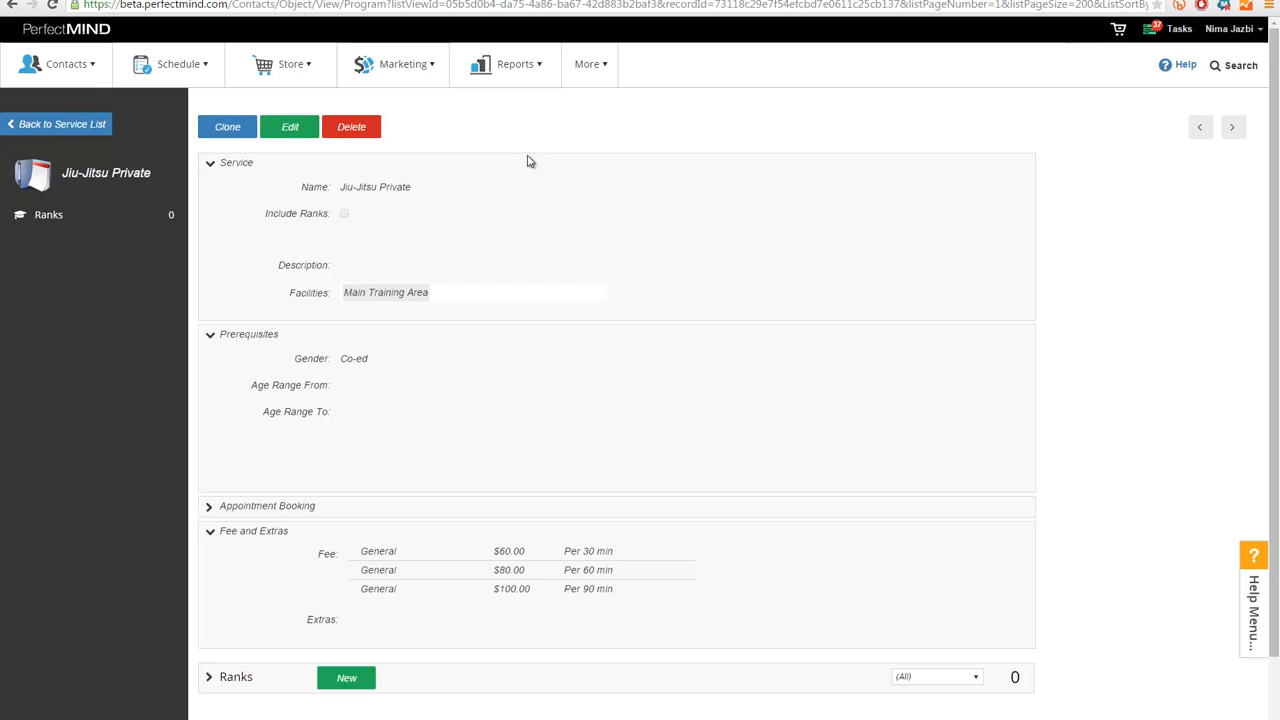 https://beta.perfectmind.com/Contacts/Object/View/Program?listViewId=05b5d0b4-da75-4a86-ba67-42d883b2baf3&recordId=73118c29e7f54efcbd7e0611c25cb137&listPageNumber=1&listPageSize=200&ListSortBy
PerfectMIND
37 Tasks Nima Jazbi
Contacts Schedule Store Marketing Reports More Help Search
Back to Service List
Clone Edit Delete
Jiu-Jitsu Private
Ranks 0
Service
Name: Jiu-Jitsu Private
Include Ranks:
Description:
Facilities: Main Training Area
Prerequisites
Gender: Co-ed
Age Range From:
Age Range To:
Appointment Booking
Fee and Extras
Fee: General $60.00 Per 30 min
General $80.00 Per 60 min
General $100.00 Per 90 min
Extras:
Ranks New (All) 0
? Help Menu...